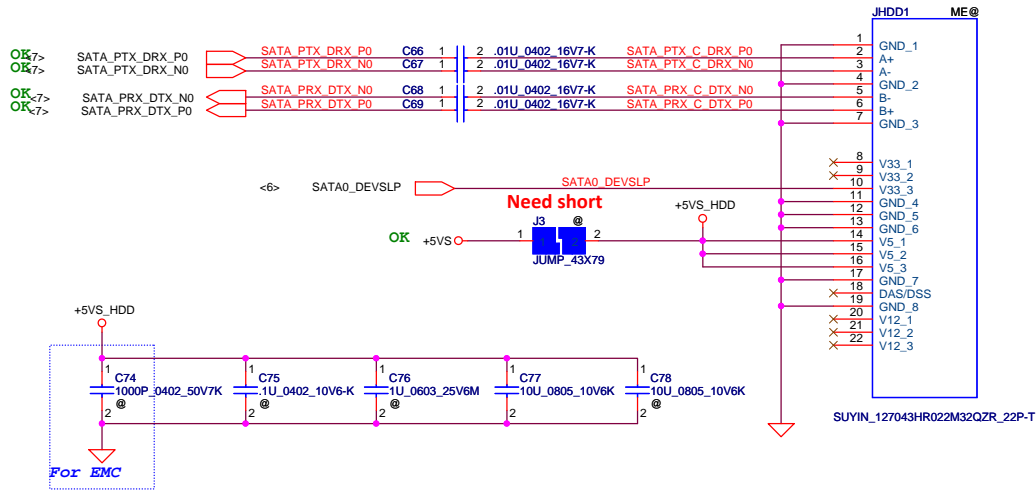 JHDD1 ME@
OK <7> SATA_PTX_DRX_P0 SATA_PTX_DRX_P0 C66 1 2 .01U_0402_16V7-K SATA_PTX_C_DRX_P0
OK <7> SATA_PTX_DRX_N0 SATA_PTX_DRX_N0 C67 1 2 .01U_0402_16V7-K SATA_PTX_C_DRX_N0
OK <7> SATA_PRX_DTX_N0 SATA_PRX_DTX_N0 C68 1 2 .01U_0402_16V7-K SATA_PRX_C_DTX_N0
OK <7> SATA_PRX_DTX_P0 SATA_PRX_DTX_P0 C69 1 2 .01U_0402_16V7-K SATA_PRX_C_DTX_P0
1 GND_1
2 A+
3 A-
4 GND_2
5 B-
6 B+
7 GND_3
8 V33_1
9 V33_2
10 V33_3
11 GND_4
12 GND_5
13 GND_6
14 V5_1
15 V5_2
16 V5_3
17 GND_7
18 DAS/DSS
19 GND_8
20 V12_1
21 V12_2
22 V12_3
SUYIN_127043HR022M32QZR_22P-T
<6> SATA0_DEVSLP SATA0_DEVSLP
Need short
+5VS_HDD
J3 @
OK +5VS 1 1 2 2
JUMP_43X79
+5VS_HDD
1 C74 1000P_0402_50V7K @ 2
1 C75 .1U_0402_10V6-K @ 2
1 C76 1U_0603_25V6M @ 2
1 C77 10U_0805_10V6K 2
1 C78 10U_0805_10V6K @ 2
For EMC